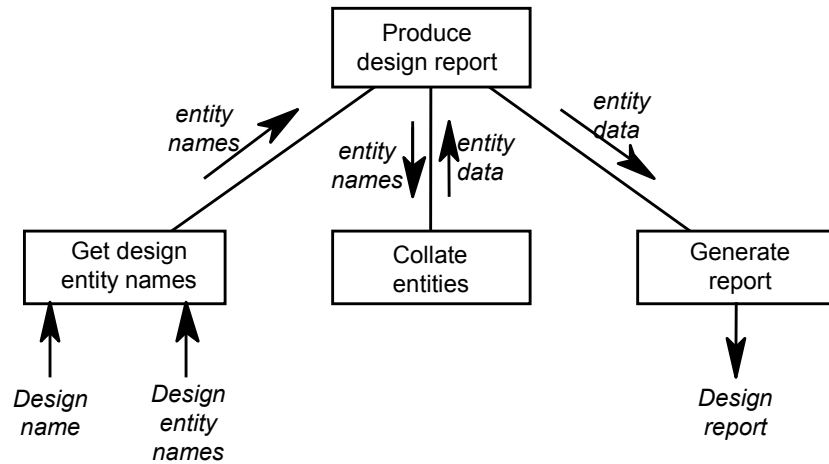 Produce
design report
entity
names
entity
names
entity
data
entity
data
Get design
entity names
Collate
entities
Generate
report
Design
name
Design
entity
names
Design
report